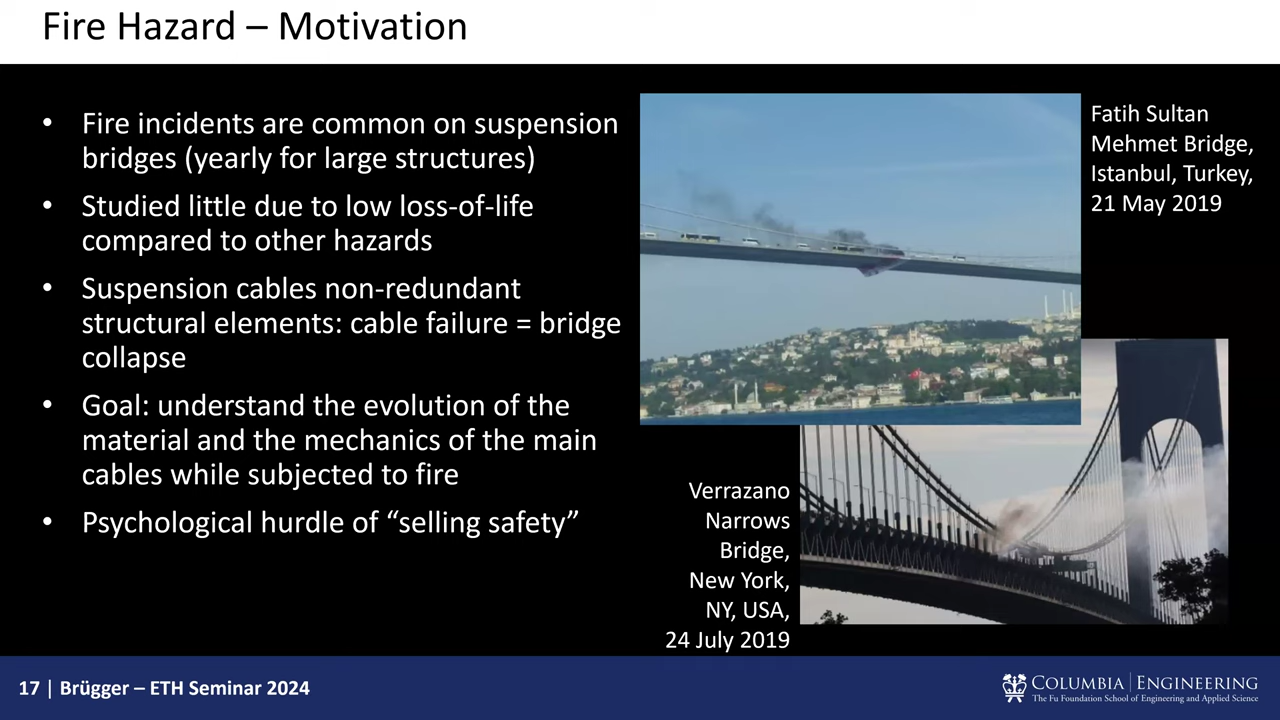 Fire Hazard – Motivation
• Fire incidents are common on suspension
bridges (yearly for large structures)
• Studied little due to low loss-of-life
compared to other hazards
• Suspension cables non-redundant
structural elements: cable failure = bridge
collapse
• Goal: understand the evolution of the
material and the mechanics of the main
cables while subjected to fire
• Psychological hurdle of “selling safety”
Fatih Sultan
Mehmet Bridge,
Istanbul, Turkey,
21 May 2019
Verrazano
Narrows
Bridge,
New York,
NY, USA,
24 July 2019
17 | Brügger – ETH Seminar 2024
COLUMBIA | ENGINEERING
The Fu Foundation School of Engineering and Applied Science